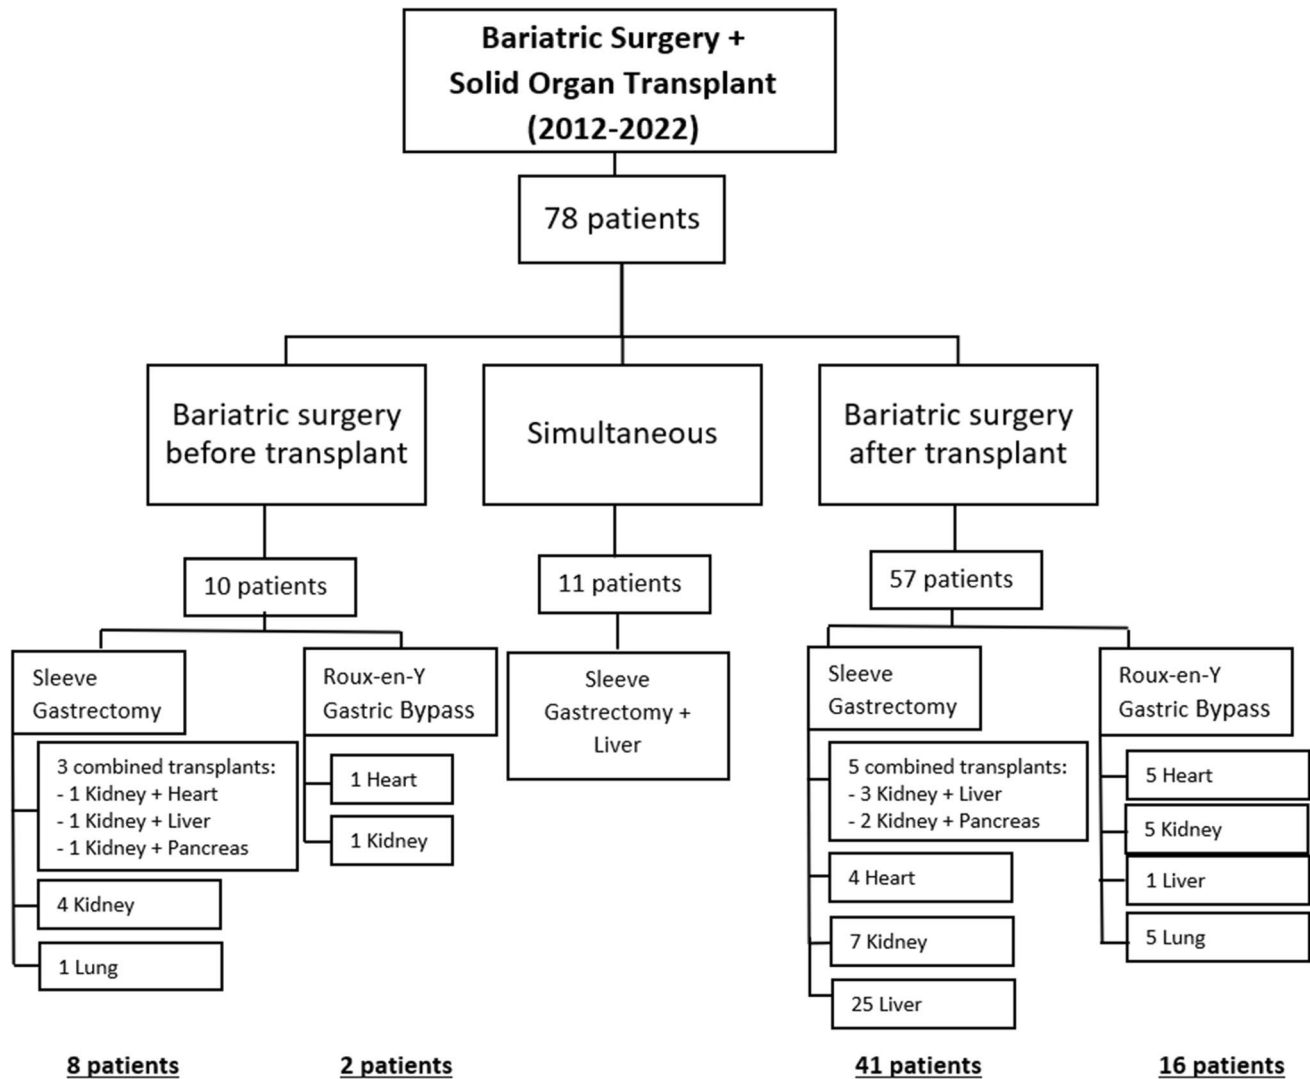 Bariatric Surgery +
Solid Organ Transplant
(2012-2022)
78 patients
Bariatric surgery
before transplant
Simultaneous
Bariatric surgery
after transplant
10 patients
11 patients
57 patients
Sleeve
Gastrectomy
Roux-en-Y
Gastric Bypass
Sleeve
Gastrectomy +
Liver
Sleeve
Gastrectomy
Roux-en-Y
Gastric Bypass
3 combined transplants:
- 1 Kidney + Heart
- 1 Kidney + Liver
- 1 Kidney + Pancreas
4 Kidney
1 Lung
1 Heart
1 Kidney
5 combined transplants:
- 3 Kidney + Liver
- 2 Kidney + Pancreas
4 Heart
7 Kidney
25 Liver
5 Heart
5 Kidney
1 Liver
5 Lung
8 patients
2 patients
41 patients
16 patients